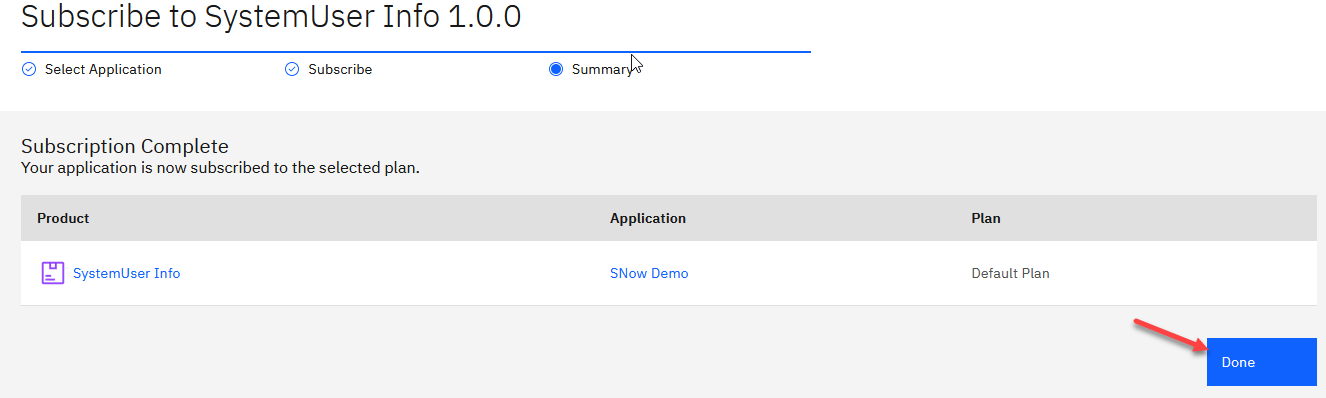 Subscribe to SystemUser Info 1.0.0
Select Application Subscribe Summary
Subscription Complete
Your application is now subscribed to the selected plan.
Product Application Plan
SystemUser Info SNow Demo Default Plan
Done